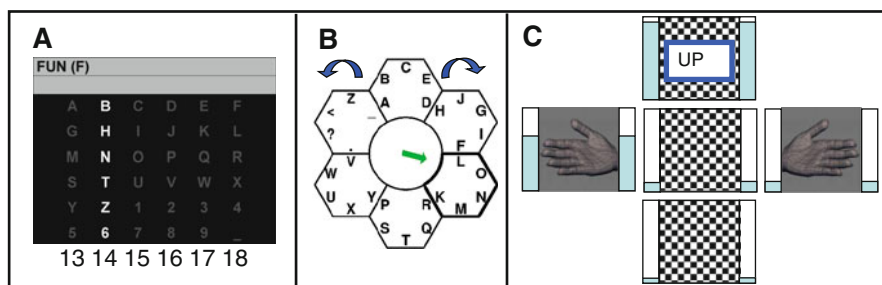 A
FUN (F)
A B C D E F
G H I J K L
M N O P Q R
S T U V W X
Y Z 1 2 3 4
5 6 7 8 9 _
13 14 15 16 17 18
B
C
B E
A D
Z
<
_
?
.
H J
G
I
F
V
W
U Y
X
L
O
K N
M
P R
S Q
T
C
UP